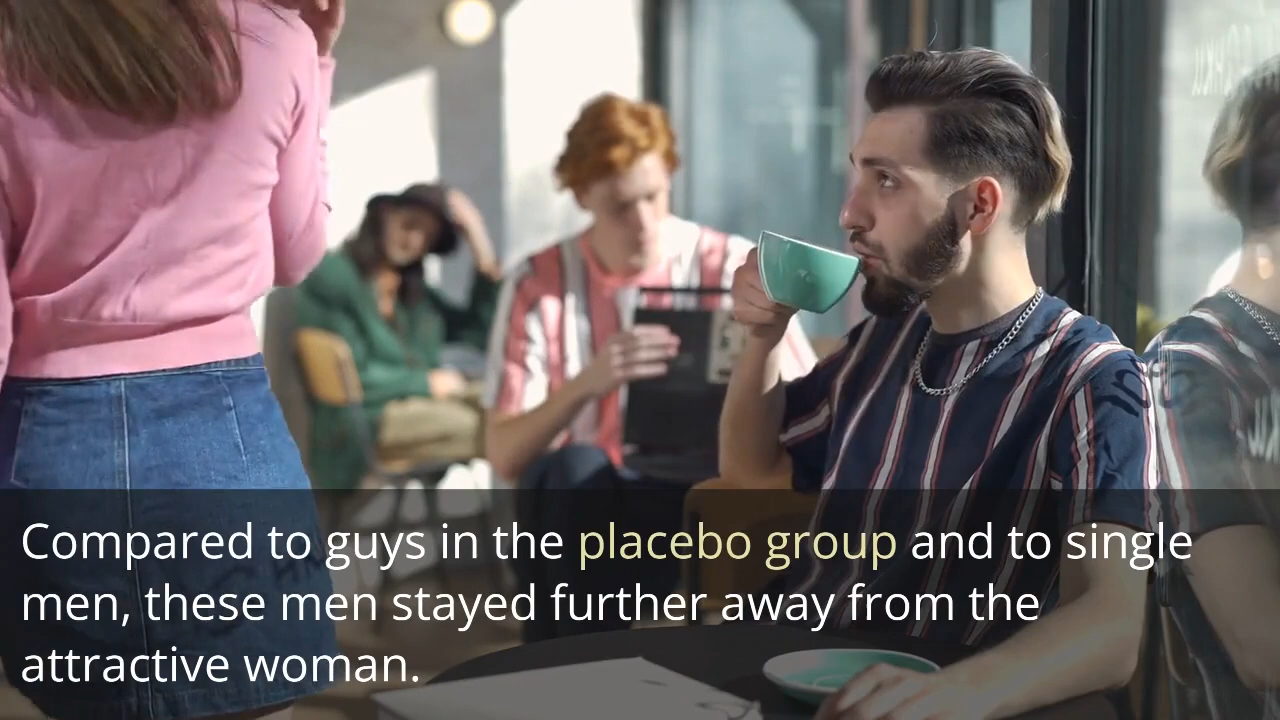 Compared to guys in the placebo group and to single
men, these men stayed further away from the
attractive woman.